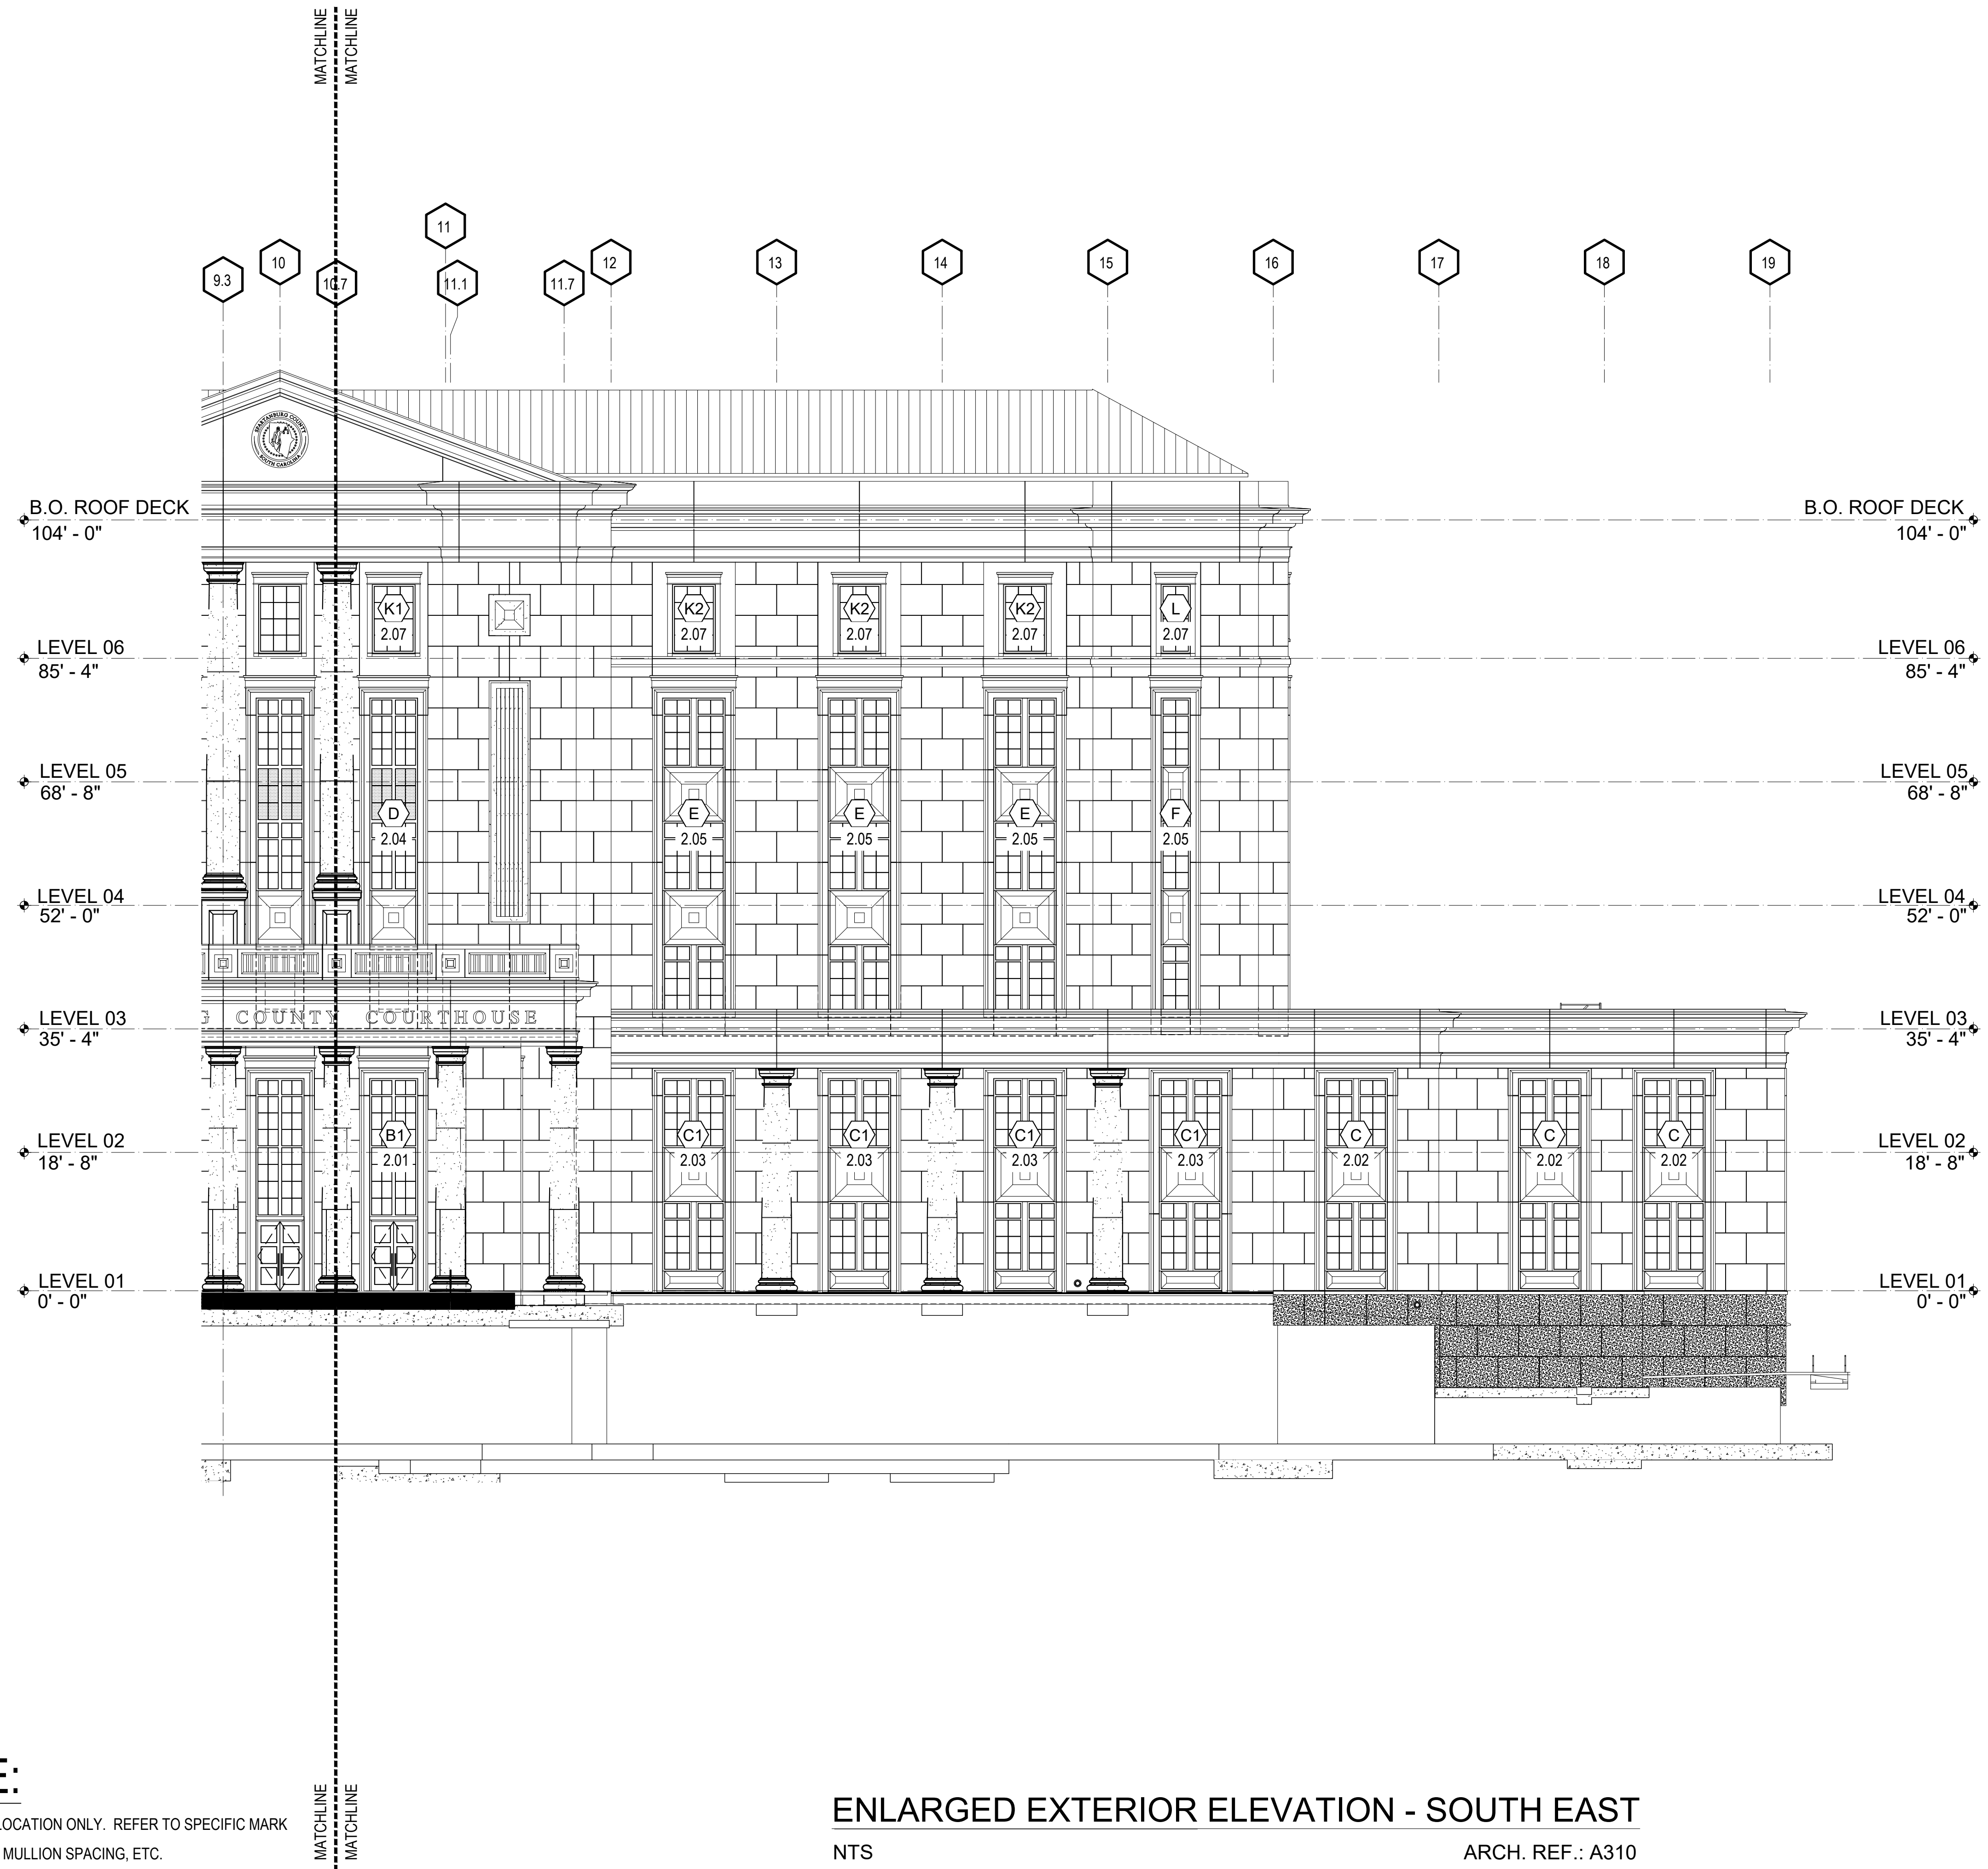 MATCHLINE
MATCHLINE
11
9.3
10
10.7
11.1
11.7
12
13
14
15
16
17
18
19
SPARTANBURG COUNTY
SOUTH CAROLINA
B.O. ROOF DECK
104' - 0"
B.O. ROOF DECK
104' - 0"
K1
2.07
K2
2.07
K2
2.07
K2
2.07
L
2.07
LEVEL 06
85' - 4"
LEVEL 06
85' - 4"
LEVEL 05
68' - 8"
LEVEL 05
68' - 8"
D
2.04
E
2.05
E
2.05
E
2.05
F
2.05
LEVEL 04
52' - 0"
LEVEL 04
52' - 0"
LEVEL 03
35' - 4"
G COUNTY COURTHOUSE
LEVEL 03
35' - 4"
B1
2.01
C1
2.03
C1
2.03
C1
2.03
C1
2.03
C
2.02
C
2.02
C
2.02
LEVEL 02
18' - 8"
LEVEL 02
18' - 8"
LEVEL 01
0' - 0"
LEVEL 01
0' - 0"
E:
LOCATION ONLY. REFER TO SPECIFIC MARK
MULLION SPACING, ETC.
MATCHLINE
MATCHLINE
ENLARGED EXTERIOR ELEVATION - SOUTH EAST
NTS
ARCH. REF.: A310